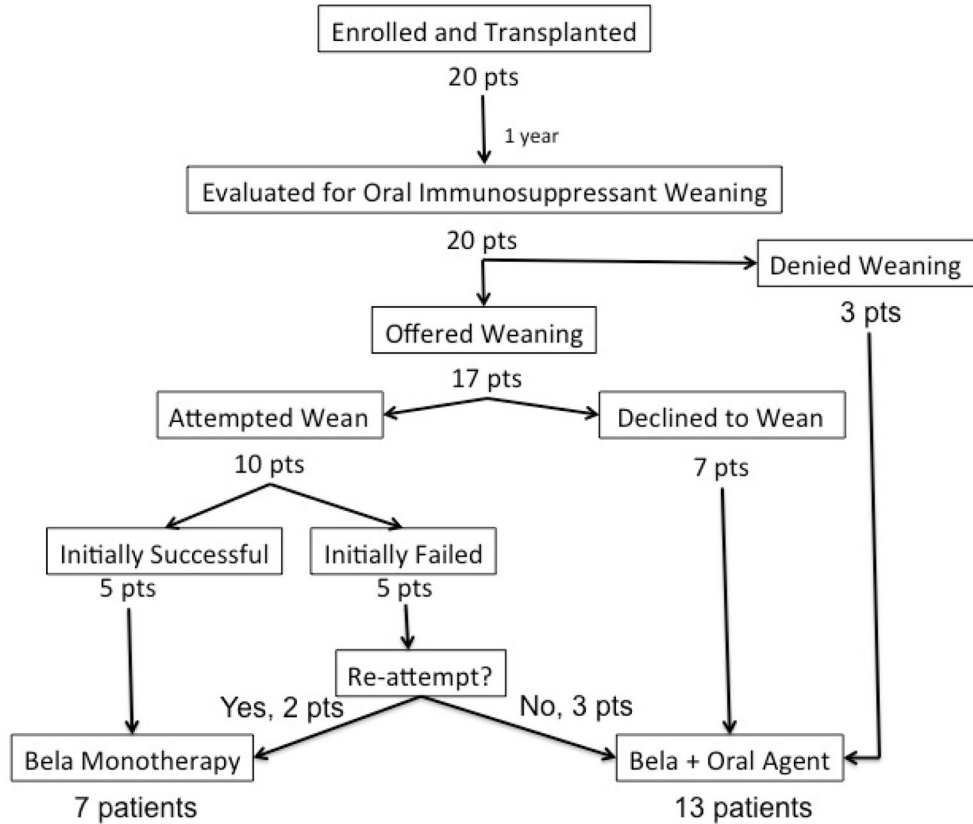 Enrolled and Transplanted
20 pts
1 year
Evaluated for Oral Immunosuppressant Weaning
20 pts
Denied Weaning
3 pts
Offered Weaning
17 pts
Attempted Wean
Declined to Wean
10 pts
7 pts
Initially Successful
Initially Failed
5 pts
5 pts
Re-attempt?
Yes, 2 pts
No, 3 pts
Bela Monotherapy
Bela + Oral Agent
7 patients
13 patients